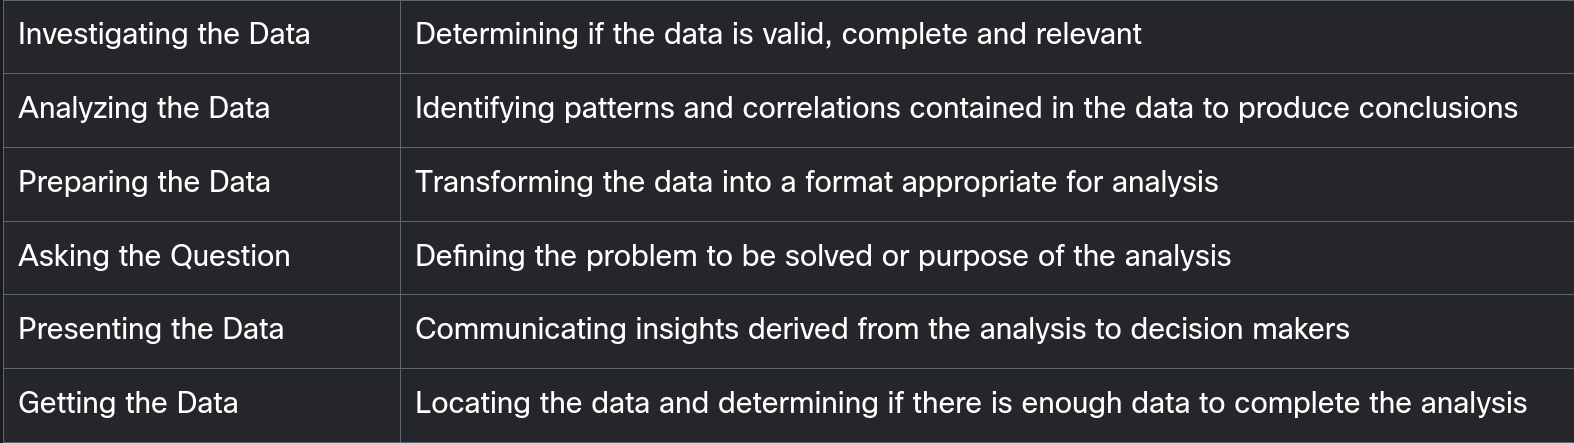 Investigating the Data
Determining if the data is valid, complete and relevant
Analyzing the Data
Identifying patterns and correlations contained in the data to produce conclusions
Preparing the Data
Transforming the data into a format appropriate for analysis
Asking the Question
Defining the problem to be solved or purpose of the analysis
Presenting the Data
Communicating insights derived from the analysis to decision makers
Getting the Data
Locating the data and determining if there is enough data to complete the analysis